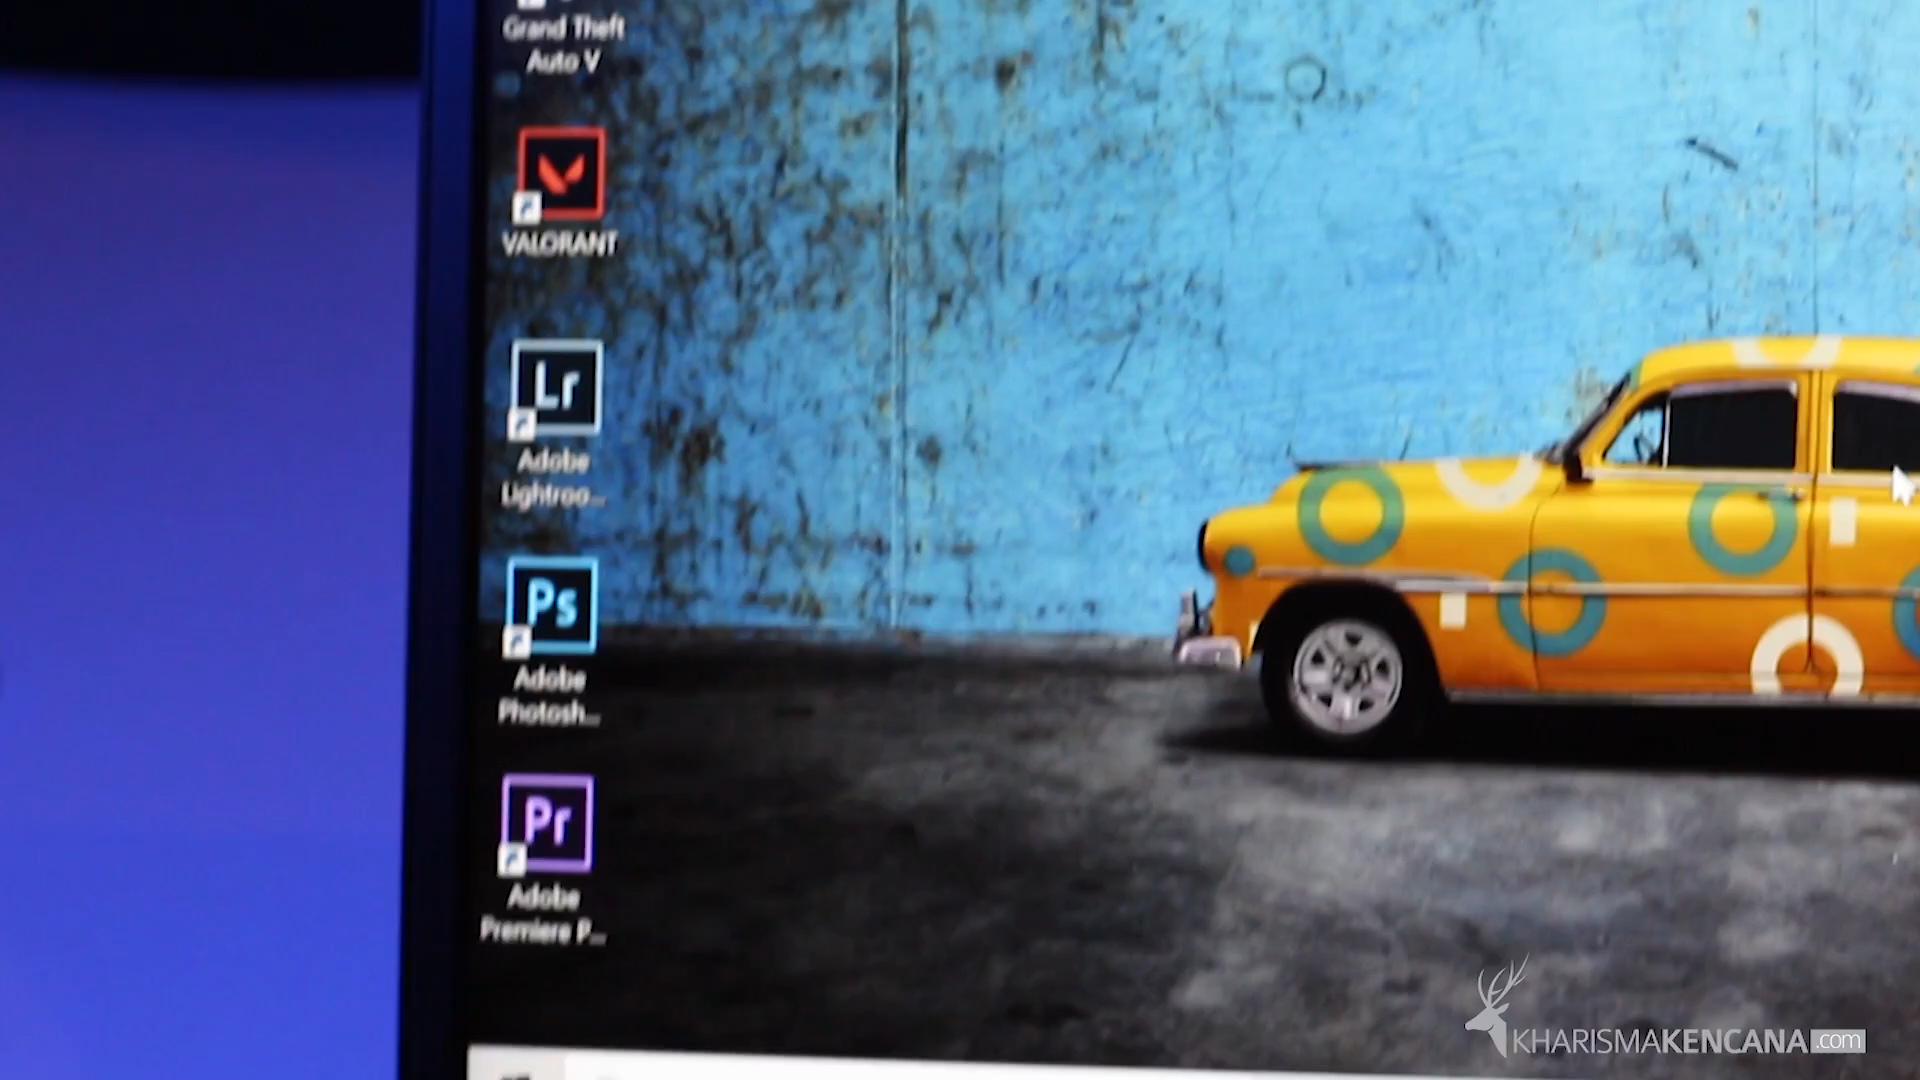 Grand Theft
Auto V
VALORANT
Lr
Adobe
Lightroo...
Ps
Adobe
Photosh...
Pr
Adobe
Premiere P...
KHARISMAKENCANA.com